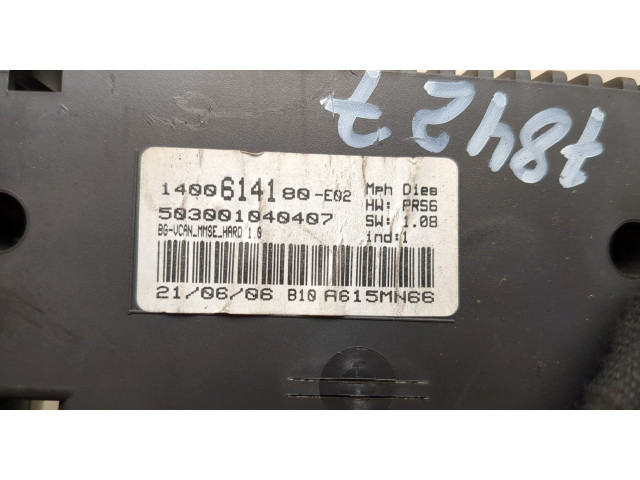 78427
1400614180-E02 Mph Dies
503001040407 HW: PRS6
BG-VCAN_MMSE_HARD 1.0 SW: 1.08
ind:1
21/06/06 B10 A615MN66